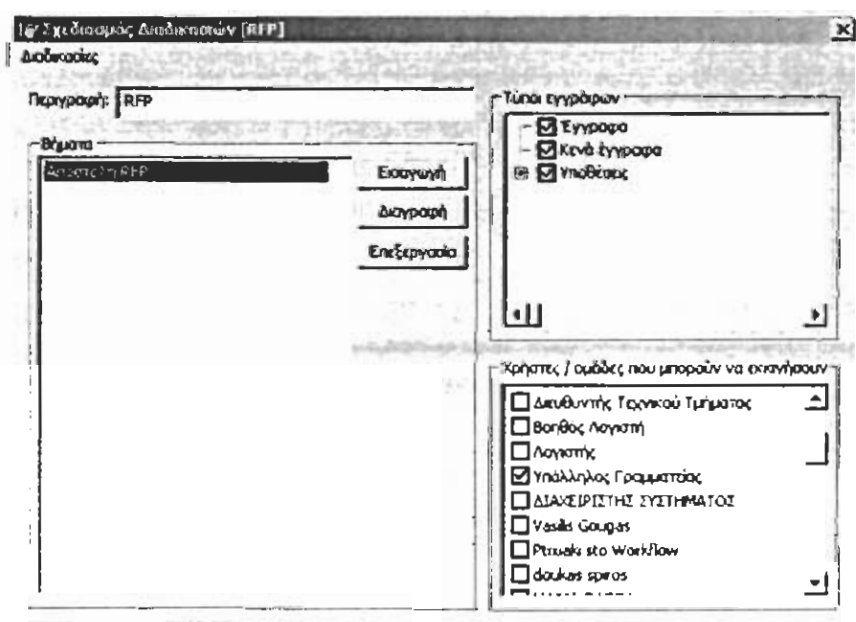 Σχεδιασμός Διαδικασιών [RFP]
Διαδικασίες
Περιγραφή: RFP
Βήματα
Αποστολη RFP
Εισαγωγή
Διαγραφή
Επεξεργασία
Τύποι εγγράφων
Έγγραφα
Κενά έγγραφα
Υποθέσεις
Χρήστες / ομάδες που μπορούν να εκκινήσουν
Διευθυντής Τεχνικού Τμήματος
Βοηθός Λογιστή
Λογιστής
Υπάλληλος Γραμματείας
ΔΙΑΧΕΙΡΙΣΤΗΣ ΣΥΣΤΗΜΑΤΟΣ
Vasilis Gougas
sto Workflow
doukas spiros